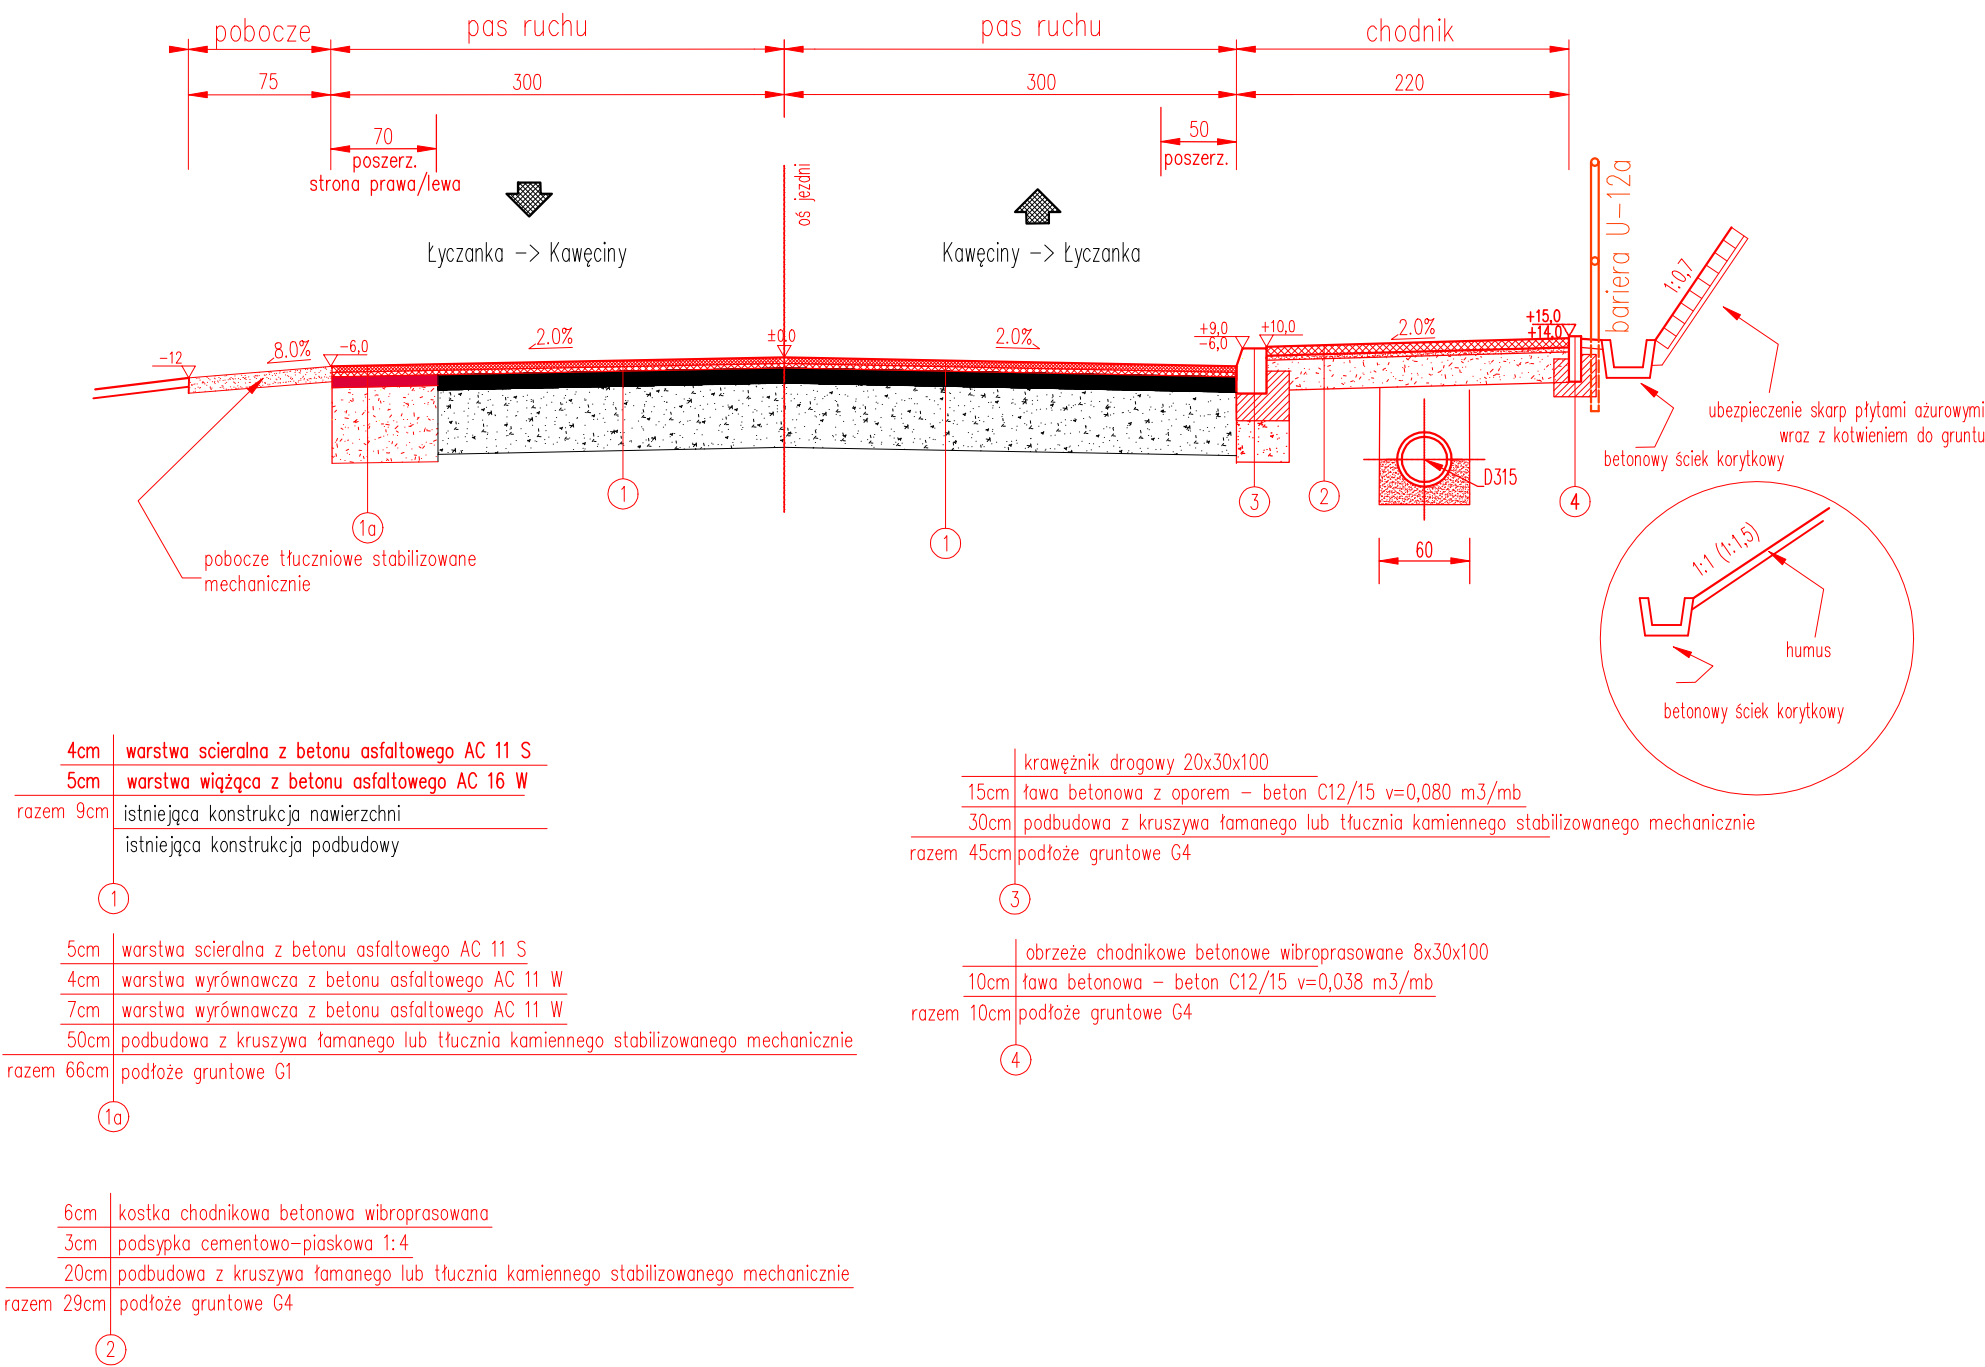 pobocze
pas ruchu
pas ruchu
chodnik
75
300
300
220
70
poszerz.
strona prawa/lewa
50
poszerz.
oś jezdni
bariera U-12a
Łyczanka -> Kawęciny
Kawęciny -> Łyczanka
1:0,7
-12
8.0%
-6,0
2.0%
±0,0
2.0%
+9,0
-6,0
+10,0
2.0%
+15,0
+14,0
ubezpieczenie skarp płytami ażurowymi
wraz z kotwieniem do gruntu
betonowy ściek korytkowy
D315
1a
1
1
3
2
4
60
pobocze tłuczniowe stabilizowane
mechanicznie
1:1 (1:1,5)
humus
betonowy ściek korytkowy
4cm warstwa scieralna z betonu asfaltowego AC 11 S
5cm warstwa wiążąca z betonu asfaltowego AC 16 W
razem 9cm istniejąca konstrukcja nawierzchni
istniejąca konstrukcja podbudowy
1
5cm warstwa scieralna z betonu asfaltowego AC 11 S
4cm warstwa wyrównawcza z betonu asfaltowego AC 11 W
7cm warstwa wyrównawcza z betonu asfaltowego AC 11 W
50cm podbudowa z kruszywa łamanego lub tłucznia kamiennego stabilizowanego mechanicznie
razem 66cm podłoże gruntowe G1
1a
6cm kostka chodnikowa betonowa wibroprasowana
3cm podsypka cementowo-piaskowa 1:4
20cm podbudowa z kruszywa łamanego lub tłucznia kamiennego stabilizowanego mechanicznie
razem 29cm podłoże gruntowe G4
2
krawężnik drogowy 20x30x100
15cm ława betonowa z oporem - beton C12/15 v=0,080 m3/mb
30cm podbudowa z kruszywa łamanego lub tłucznia kamiennego stabilizowanego mechanicznie
razem 45cm podłoże gruntowe G4
3
obrzeże chodnikowe betonowe wibroprasowane 8x30x100
10cm ława betonowa - beton C12/15 v=0,038 m3/mb
razem 10cm podłoże gruntowe G4
4